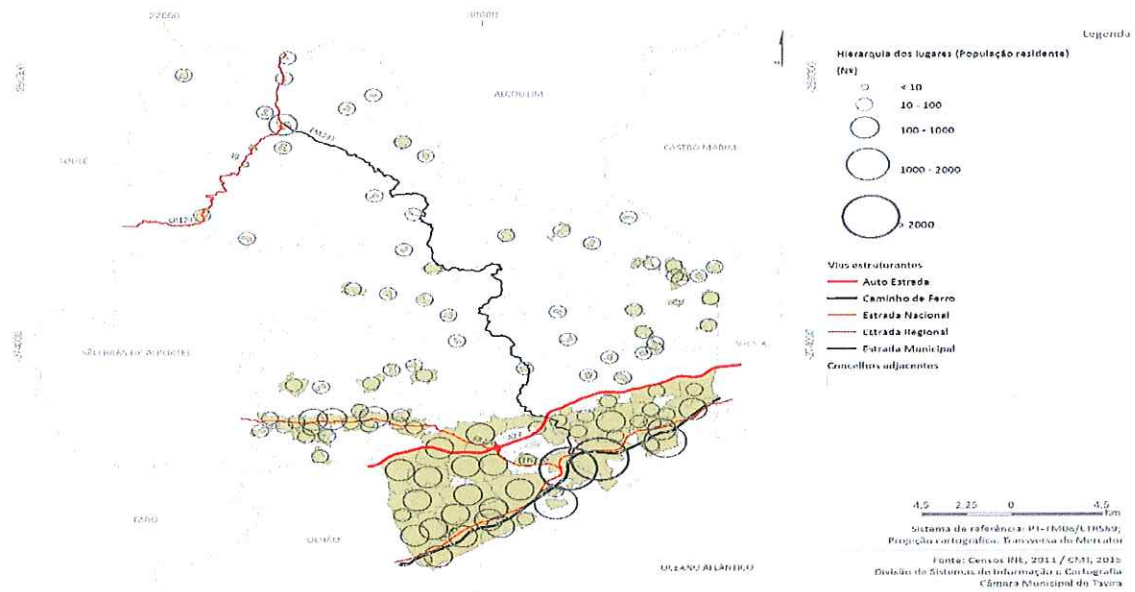 Legenda
Hierarquia dos lugares (População residente)
(Nº)
< 10
10 - 100
100 - 1000
1000 - 2000
> 2000
Vias estruturantes
Auto Estrada
Caminho de Ferro
Estrada Nacional
Estrada Regional
Estrada Municipal
Concelhos adjacentes
ALCOUTIM
CASTRO MARIM
LOULÉ
SÃO BRÁS DE ALPORTEL
FARO
OLHÃO
OCEANO ATLÂNTICO
4,5 2,25 0 4,5
Km
Sistema de referência: PT-TM06/ETRS89;
Projeção cartográfica: Transversa de Mercator
Fonte: Censos INE, 2011 / CMT, 2015
Divisão de Sistemas de Informação e Cartografia
Câmara Municipal de Tavira